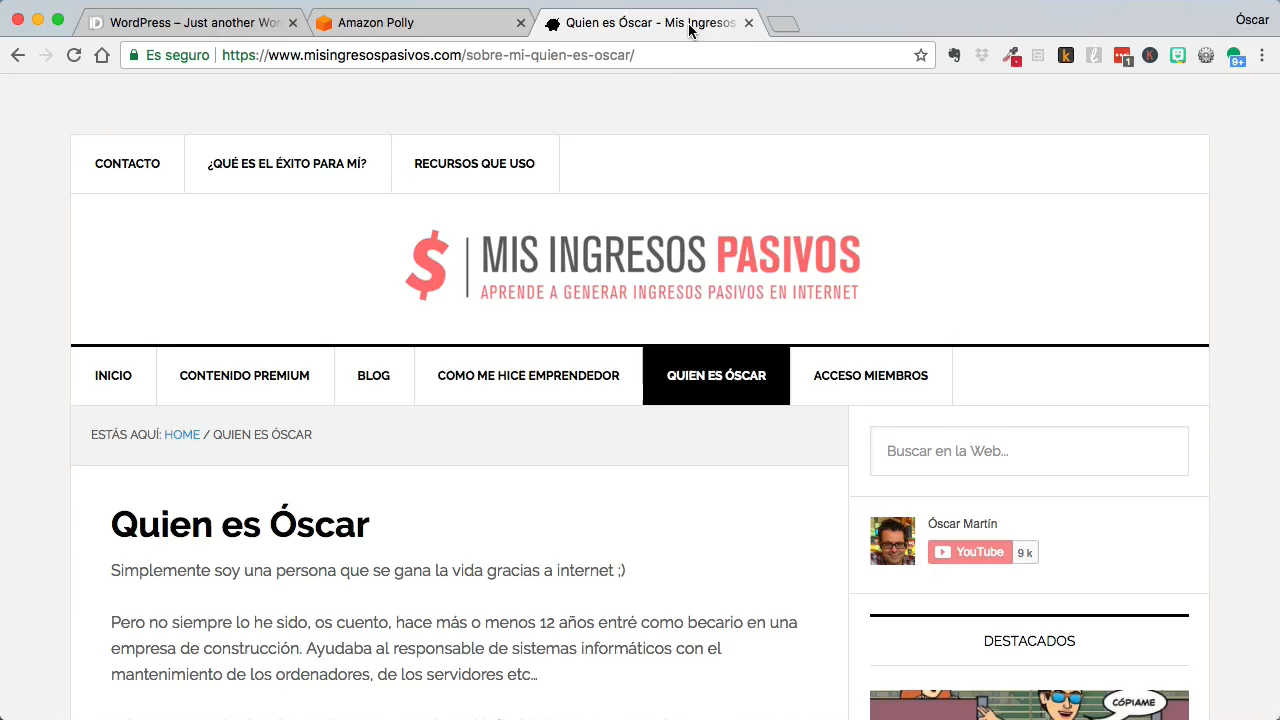 WordPress – Just another Wor
Amazon Polly
Quien es Óscar - Mis Ingresos
Óscar
Es seguro
https://www.misingresospasivos.com/sobre-mi-quien-es-oscar/
1
K
9+
CONTACTO
¿QUÉ ES EL ÉXITO PARA MÍ?
RECURSOS QUE USO
$ MIS INGRESOS PASIVOS
APRENDE A GENERAR INGRESOS PASIVOS EN INTERNET
INICIO
CONTENIDO PREMIUM
BLOG
COMO ME HICE EMPRENDEDOR
QUIEN ES ÓSCAR
ACCESO MIEMBROS
ESTÁS AQUÍ: HOME / QUIEN ES ÓSCAR
Quien es Óscar
Simplemente soy una persona que se gana la vida gracias a internet ;)
Pero no siempre lo he sido, os cuento, hace más o menos 12 años entré como becario en una
empresa de construcción. Ayudaba al responsable de sistemas informáticos con el
mantenimiento de los ordenadores, de los servidores etc…
Buscar en la Web...
Óscar Martín
YouTube 9 k
DESTACADOS
¡CÓPIAME